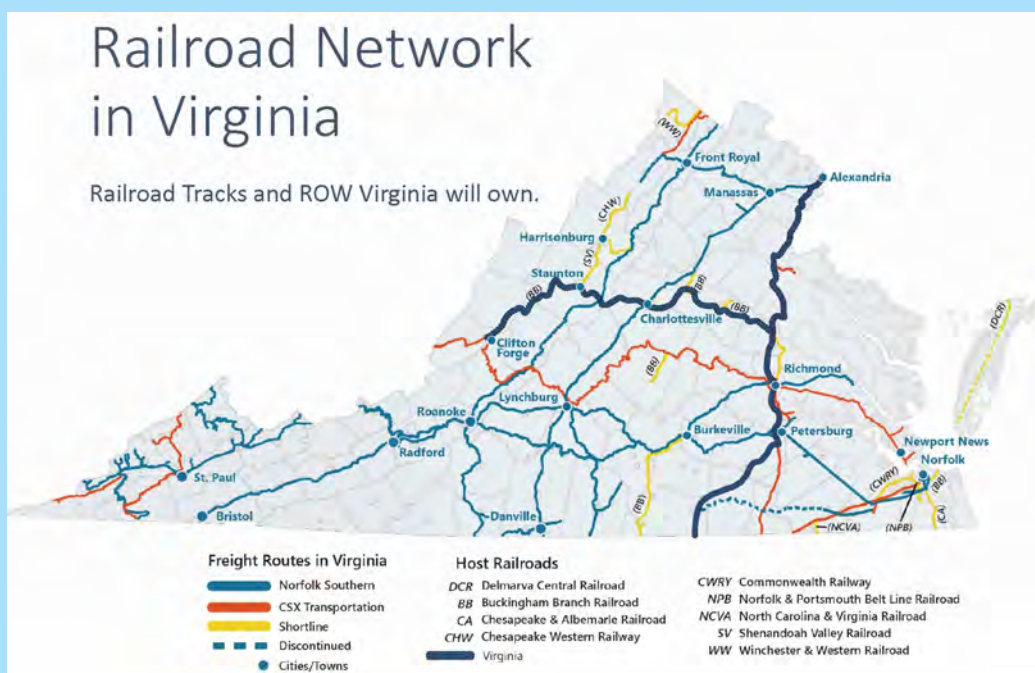 Railroad Network
in Virginia
Railroad Tracks and ROW Virginia will own.
(WW)
Front Royal
Alexandria
Manassas
(CHW)
Harrisonburg
(SV)
Staunton
(BB)
(BB)
(BB)
Charlottesville
(DCR)
Clifton
Forge
(BB)
Richmond
Lynchburg
Roanoke
Burkeville
Petersburg
Radford
Newport News
Norfolk
St. Paul
(CWRY)
(BB)
(BB)
Bristol
Danville
(CA)
(NCVA)
(NPB)
Freight Routes in Virginia
Norfolk Southern
CSX Transportation
Shortline
Discontinued
Cities/Towns
Host Railroads
DCR Delmarva Central Railroad
BB Buckingham Branch Railroad
CA Chesapeake & Albemarle Railroad
CHW Chesapeake Western Railway
Virginia
CWRY Commonwealth Railway
NPB Norfolk & Portsmouth Belt Line Railroad
NCVA North Carolina & Virginia Railroad
SV Shenandoah Valley Railroad
WW Winchester & Western Railroad